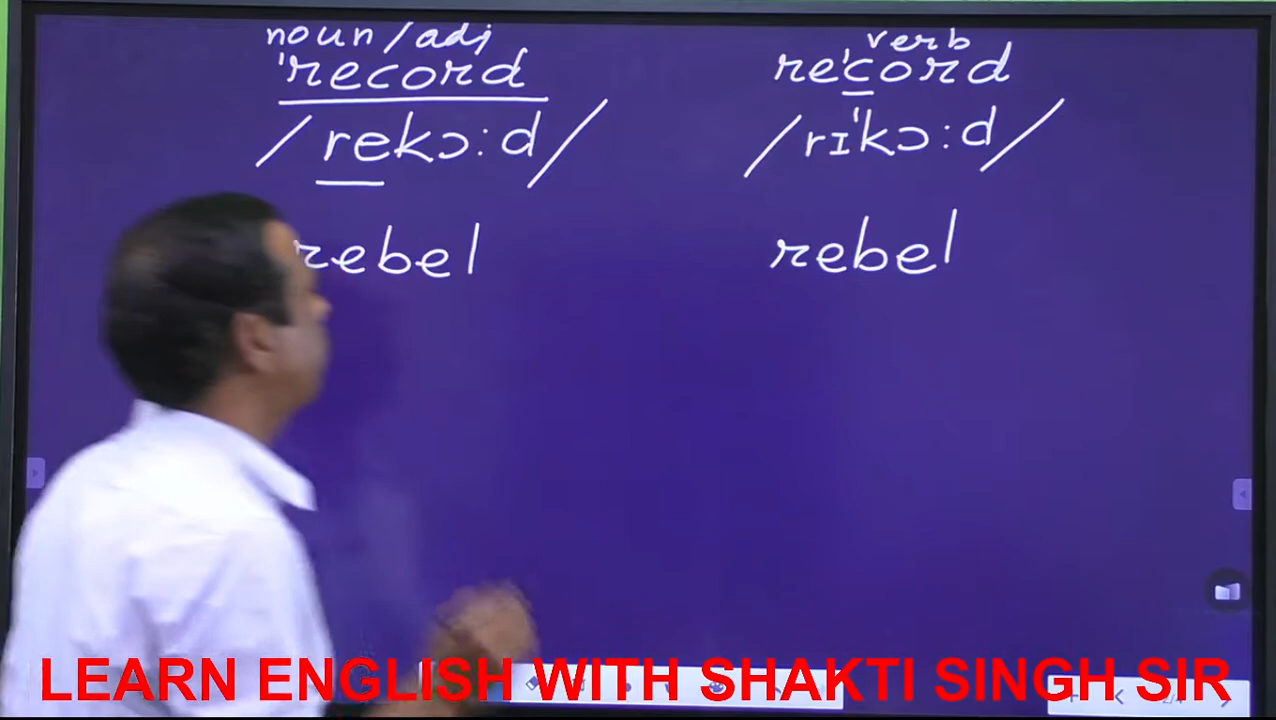 noun/adj verb
'record re'cord
/rekɔ:d/ /rɪ'kɔ:d/
rebel rebel
LEARN ENGLISH WITH SHAKTI SINGH SIR